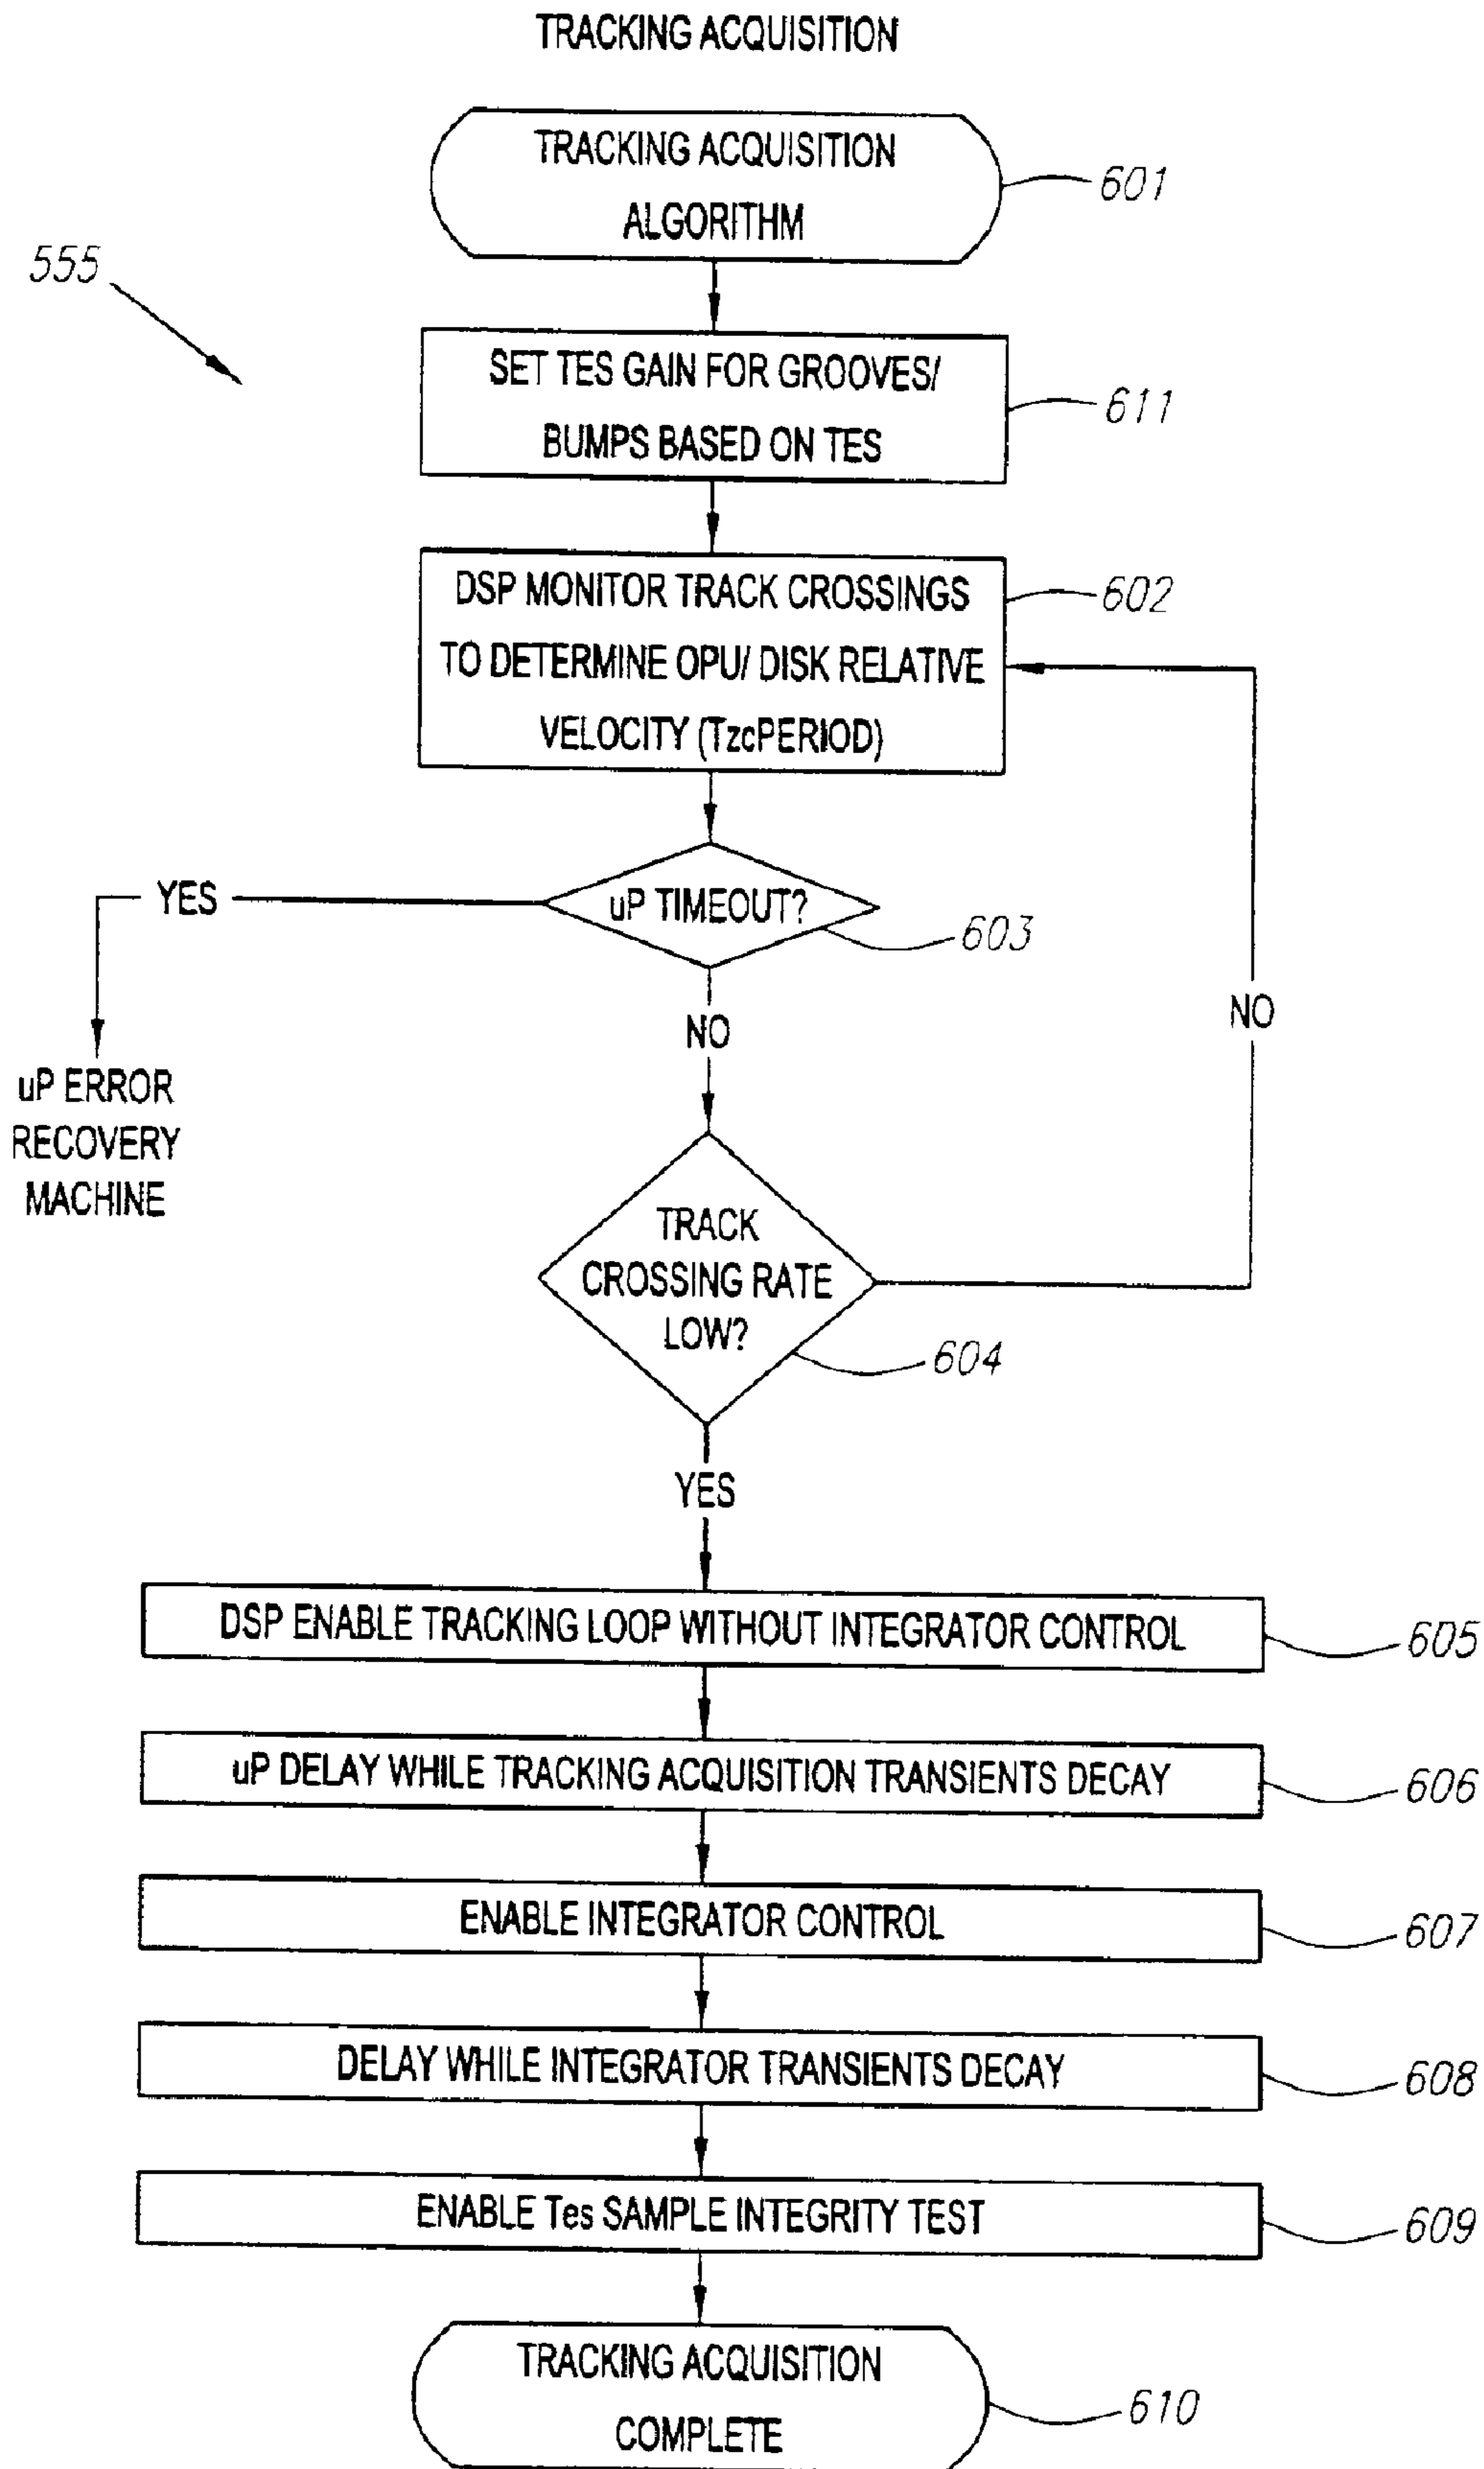 TRACKING ACQUISITION
TRACKING ACQUISITION
ALGORITHM
601
555
SET TES GAIN FOR GROOVES/
BUMPS BASED ON TES
611
DSP MONITOR TRACK CROSSINGS
TO DETERMINE OPU/ DISK RELATIVE
VELOCITY (TzcPERIOD)
602
YES
uP TIMEOUT?
603
NO
NO
uP ERROR
RECOVERY
MACHINE
TRACK
CROSSING RATE
LOW?
604
YES
DSP ENABLE TRACKING LOOP WITHOUT INTEGRATOR CONTROL
605
uP DELAY WHILE TRACKING ACQUISITION TRANSIENTS DECAY
606
ENABLE INTEGRATOR CONTROL
607
DELAY WHILE INTEGRATOR TRANSIENTS DECAY
608
ENABLE Tes SAMPLE INTEGRITY TEST
609
TRACKING ACQUISITION
COMPLETE
610